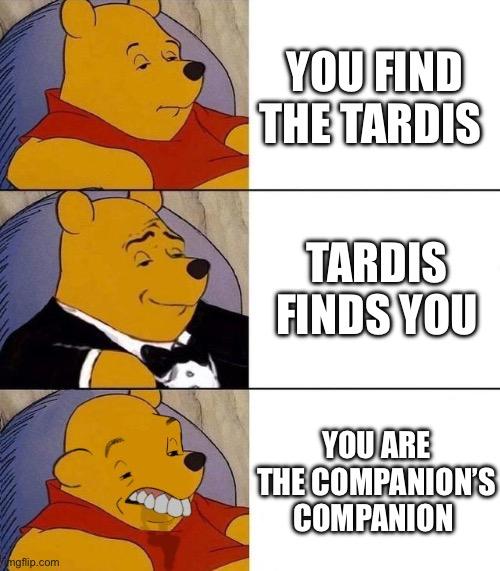 YOU FIND
THE TARDIS
TARDIS
FINDS YOU
YOU ARE
THE COMPANION'S
COMPANION
imgflip.com